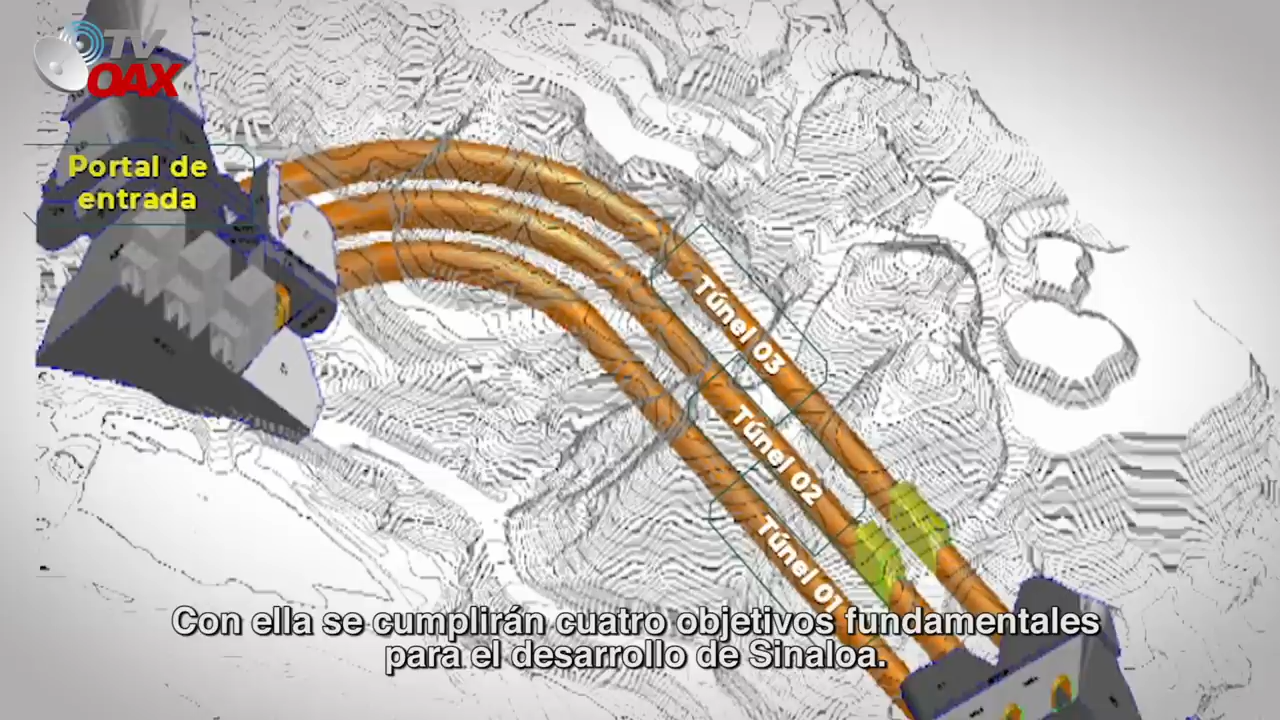 TV
OAX
Portal de
entrada
Túnel 03
Túnel 02
Túnel 01
Con ella se cumplirán cuatro objetivos fundamentales
para el desarrollo de Sinaloa.